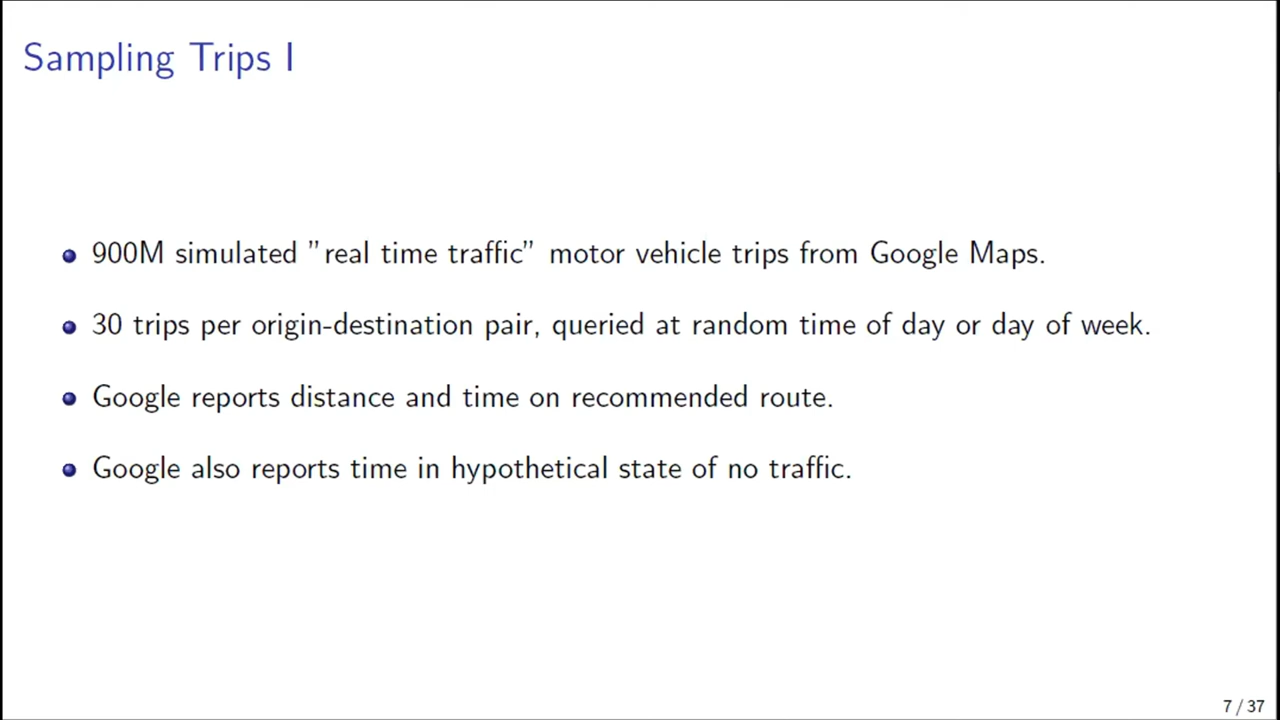 Sampling Trips I
900M simulated ”real time traffic” motor vehicle trips from Google Maps.
30 trips per origin-destination pair, queried at random time of day or day of week.
Google reports distance and time on recommended route.
Google also reports time in hypothetical state of no traffic.
7 / 37